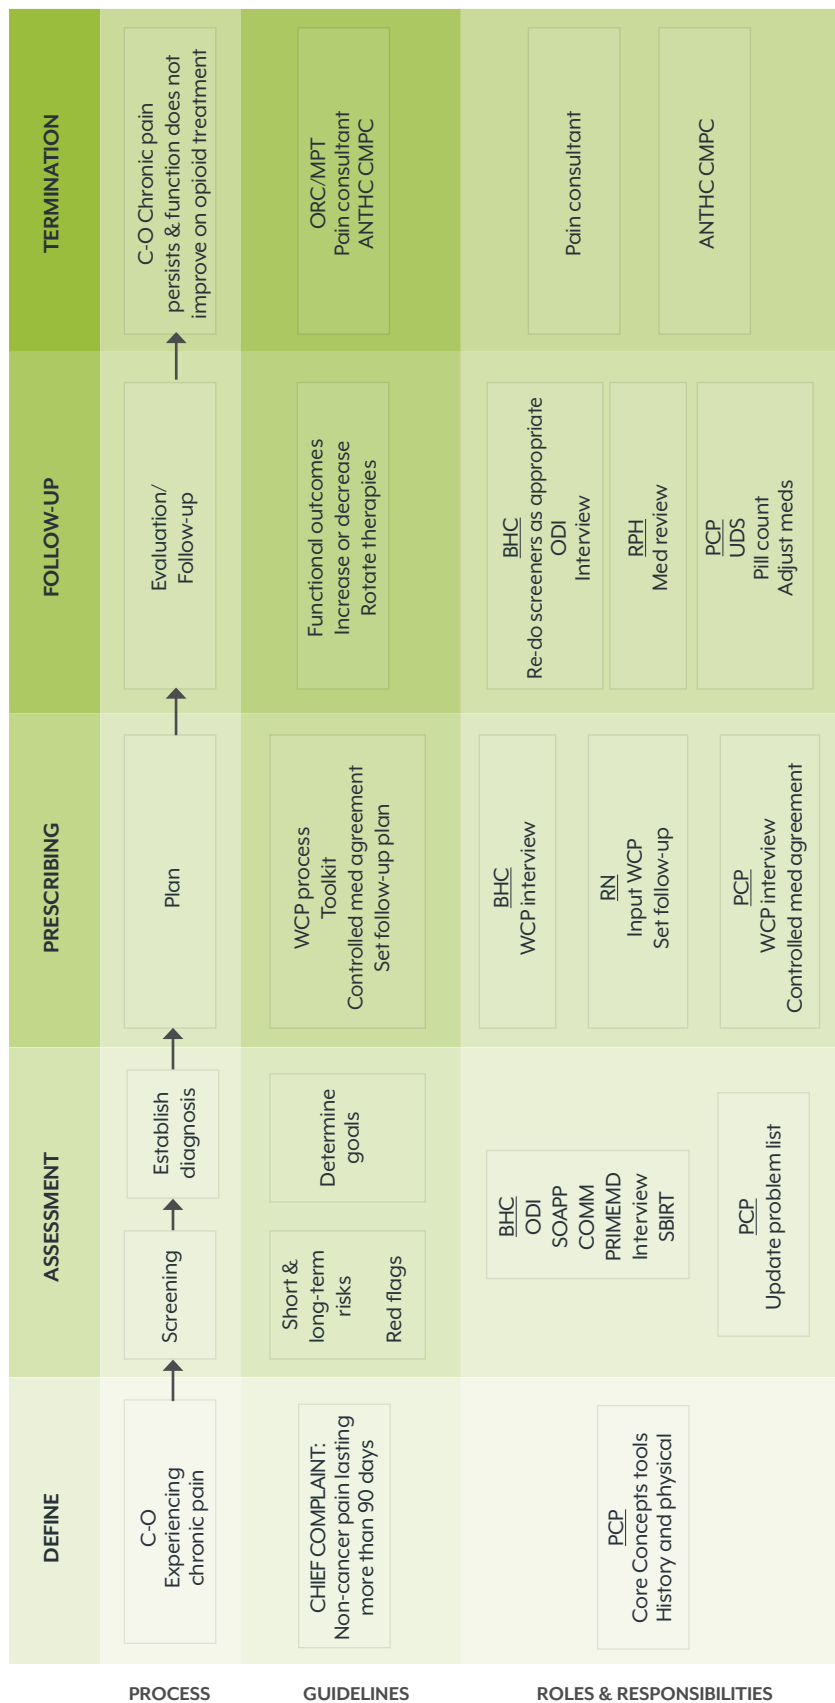 DEFINE
ASSESSMENT
PRESCRIBING
FOLLOW-UP
TERMINATION
PROCESS
C-O
Experiencing
chronic pain
Screening
Establish
diagnosis
Plan
Evaluation/
Follow-up
C-O Chronic pain
persists & function does not
improve on opioid treatment
GUIDELINES
CHIEF COMPLAINT:
Non-cancer pain lasting
more than 90 days
Short &
long-term
risks
Red flags
Determine
goals
WCP process
Toolkit
Controlled med agreement
Set follow-up plan
Functional outcomes
Increase or decrease
Rotate therapies
ORC/MPT
Pain consultant
ANTHC CMPC
ROLES & RESPONSIBILITIES
PCP
Core Concepts tools
History and physical
BHC
ODI
SOAPP
COMM
PRIMEMD
Interview
SBIRT
PCP
Update problem list
BHC
WCP interview
RN
Input WCP
Set follow-up
PCP
WCP interview
Controlled med agreement
BHC
Re-do screeners as appropriate
ODI
Interview
RPH
Med review
PCP
UDS
Pill count
Adjust meds
Pain consultant
ANTHC CMPC